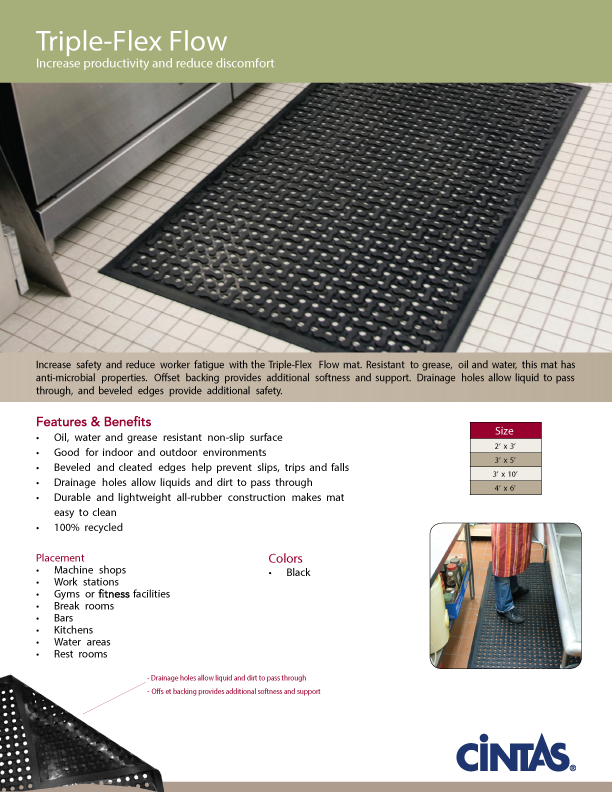 Triple-Flex Flow
Increase productivity and reduce discomfort
Increase safety and reduce worker fatigue with the Triple-Flex Flow mat. Resistant to grease, oil and water, this mat has
anti-microbial properties. Offset backing provides additional softness and support. Drainage holes allow liquid to pass
through, and beveled edges provide additional safety.
Features & Benefits
• Oil, water and grease resistant non-slip surface
• Good for indoor and outdoor environments
• Beveled and cleated edges help prevent slips, trips and falls
• Drainage holes allow liquids and dirt to pass through
• Durable and lightweight all-rubber construction makes mat
easy to clean
• 100% recycled
Size
2' x 3'
3' x 5'
3' x 10'
4' x 6'
Placement
• Machine shops
• Work stations
• Gyms or fitness facilities
• Break rooms
• Bars
• Kitchens
• Water areas
• Rest rooms
Colors
• Black
- Drainage holes allow liquid and dirt to pass through
- Offs et backing provides additional softness and support
CINTAS®